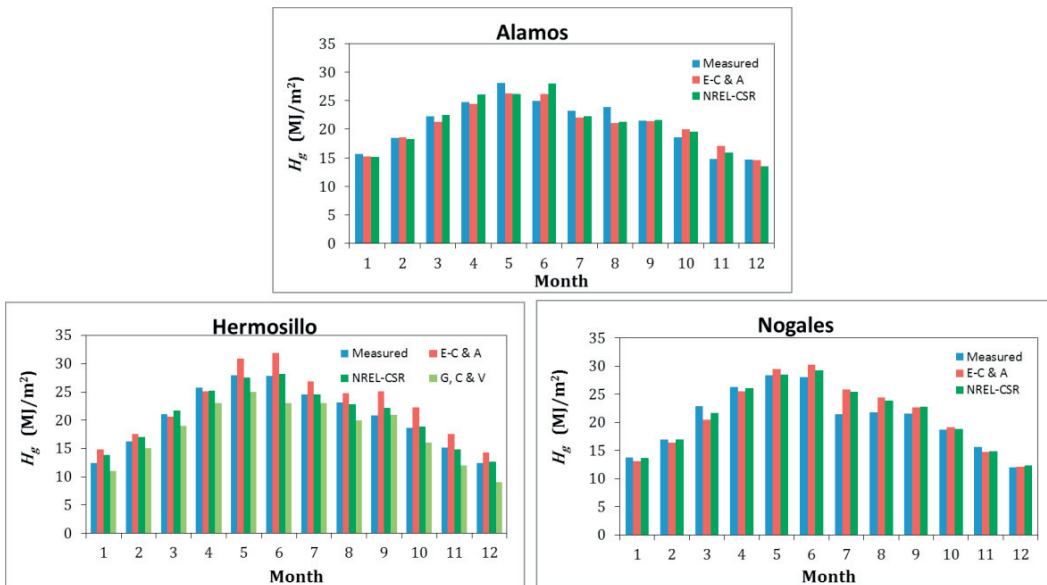 Alamos
35
30
25
20
15
10
5
0
H_g (MJ/m²)
Measured
E-C & A
NREL-CSR
1 2 3 4 5 6 7 8 9 10 11 12
Month
Hermosillo
35
30
25
20
15
10
5
0
H_g (MJ/m²)
Measured E-C & A
NREL-CSR G, C & V
1 2 3 4 5 6 7 8 9 10 11 12
Month
Nogales
35
30
25
20
15
10
5
0
H_g (MJ/m²)
Measured
E-C & A
NREL-CSR
1 2 3 4 5 6 7 8 9 10 11 12
Month